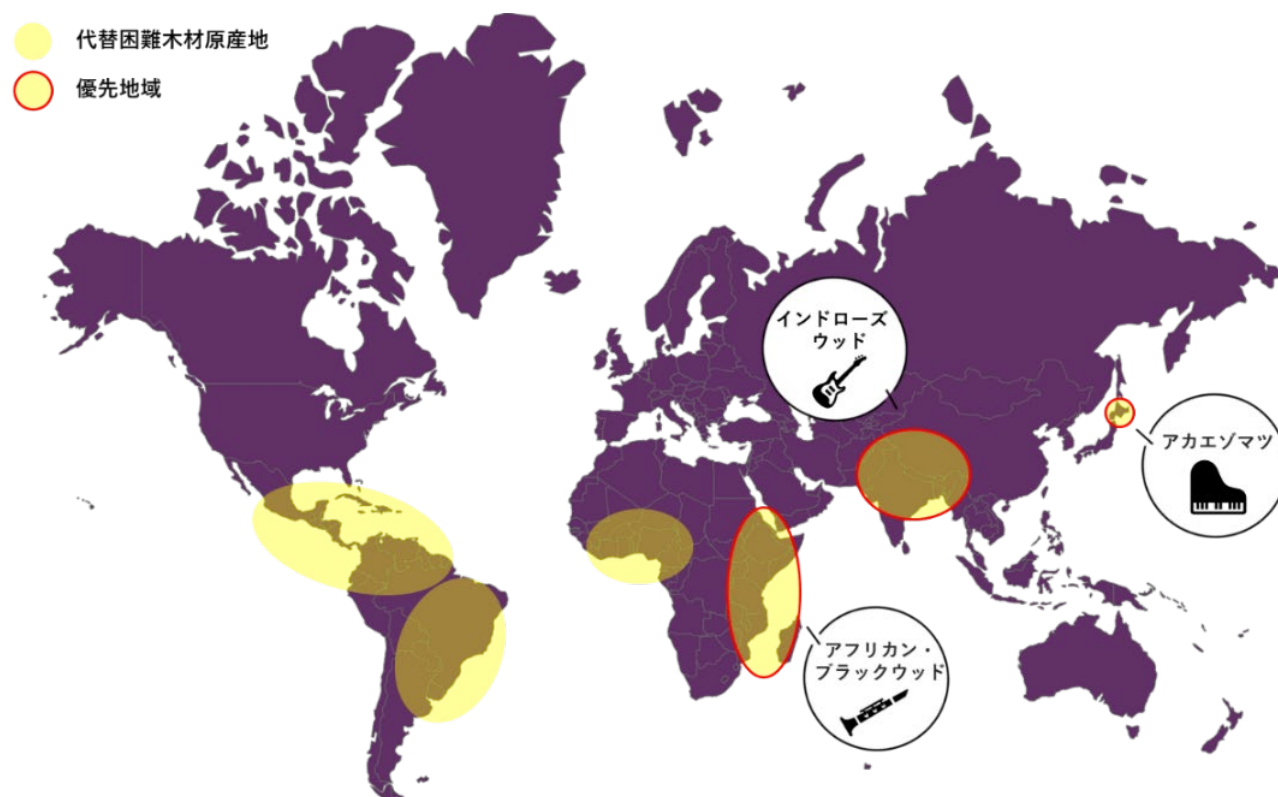 代替困難木材原産地
優先地域
インドローズ
ウッド
アカエゾマツ
アフリカン・
ブラックウッド